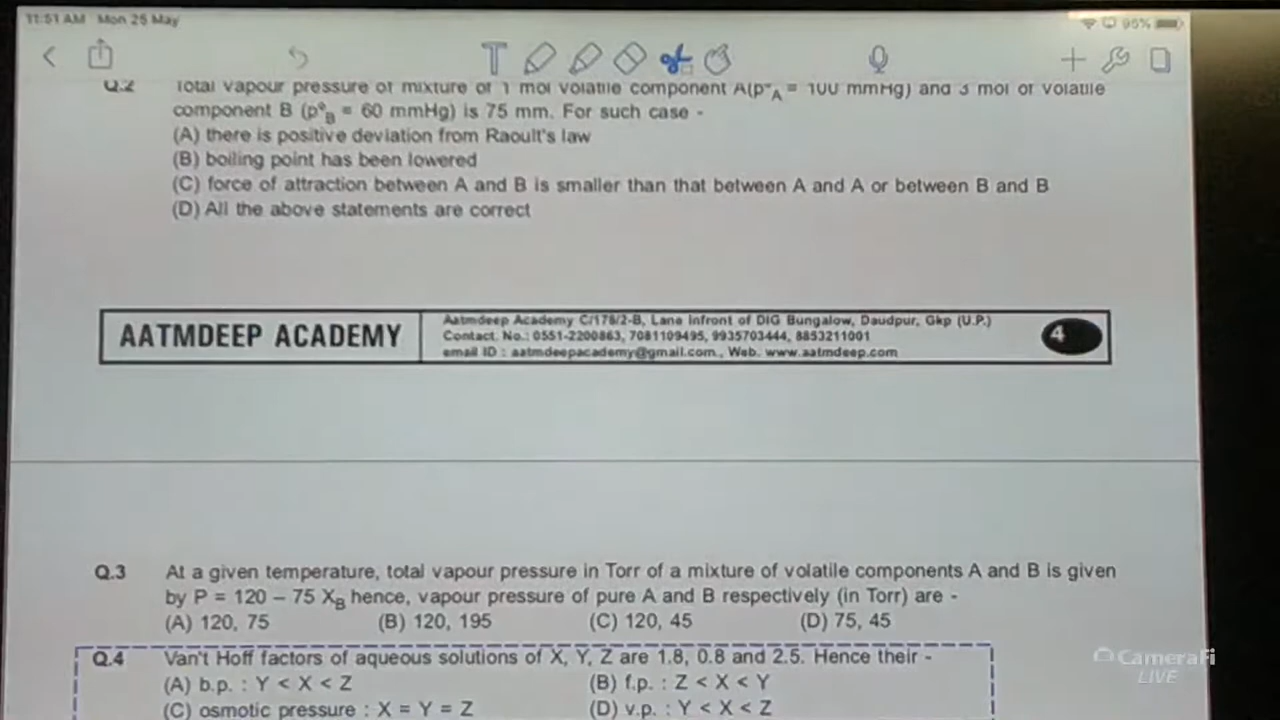 11:51 AM Mon 25 May
95%
Q.2 Total vapour pressure of mixture of 1 mol volatile component A(p°A = 100 mmHg) and 3 mol of volatile
component B (p°B = 60 mmHg) is 75 mm. For such case -
(A) there is positive deviation from Raoult's law
(B) boiling point has been lowered
(C) force of attraction between A and B is smaller than that between A and A or between B and B
(D) All the above statements are correct
AATMDEEP ACADEMY
Aatmdeep Academy C/178/2-B, Lane Infront of DIG Bungalow, Daudpur, Gkp (U.P.)
Contact. No.: 0551-2200863, 7081109495, 9935703444, 8853211001
email ID : aatmdeepacademy@gmail.com., Web. www.aatmdeep.com
4
Q.3 At a given temperature, total vapour pressure in Torr of a mixture of volatile components A and B is given
by P = 120 – 75 XB hence, vapour pressure of pure A and B respectively (in Torr) are -
(A) 120, 75 (B) 120, 195 (C) 120, 45 (D) 75, 45
Q.4 Van't Hoff factors of aqueous solutions of X, Y, Z are 1.8, 0.8 and 2.5. Hence their -
(A) b.p. : Y < X < Z (B) f.p. : Z < X < Y
(C) osmotic pressure : X = Y = Z (D) v.p. : Y < X < Z
CameraFi
LIVE